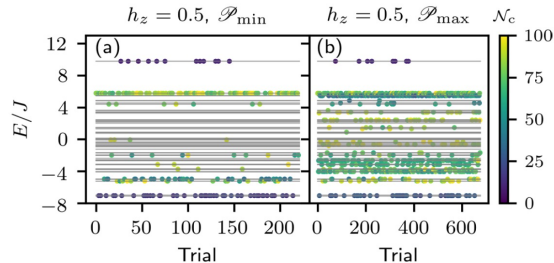 h_z = 0.5, 𝒫_min h_z = 0.5, 𝒫_max 𝒩_c
(a) (b)
12
8
4
0
−4
−8
E/J
0 50 100 150 200
0 200 400 600
Trial Trial
100
75
50
25
0